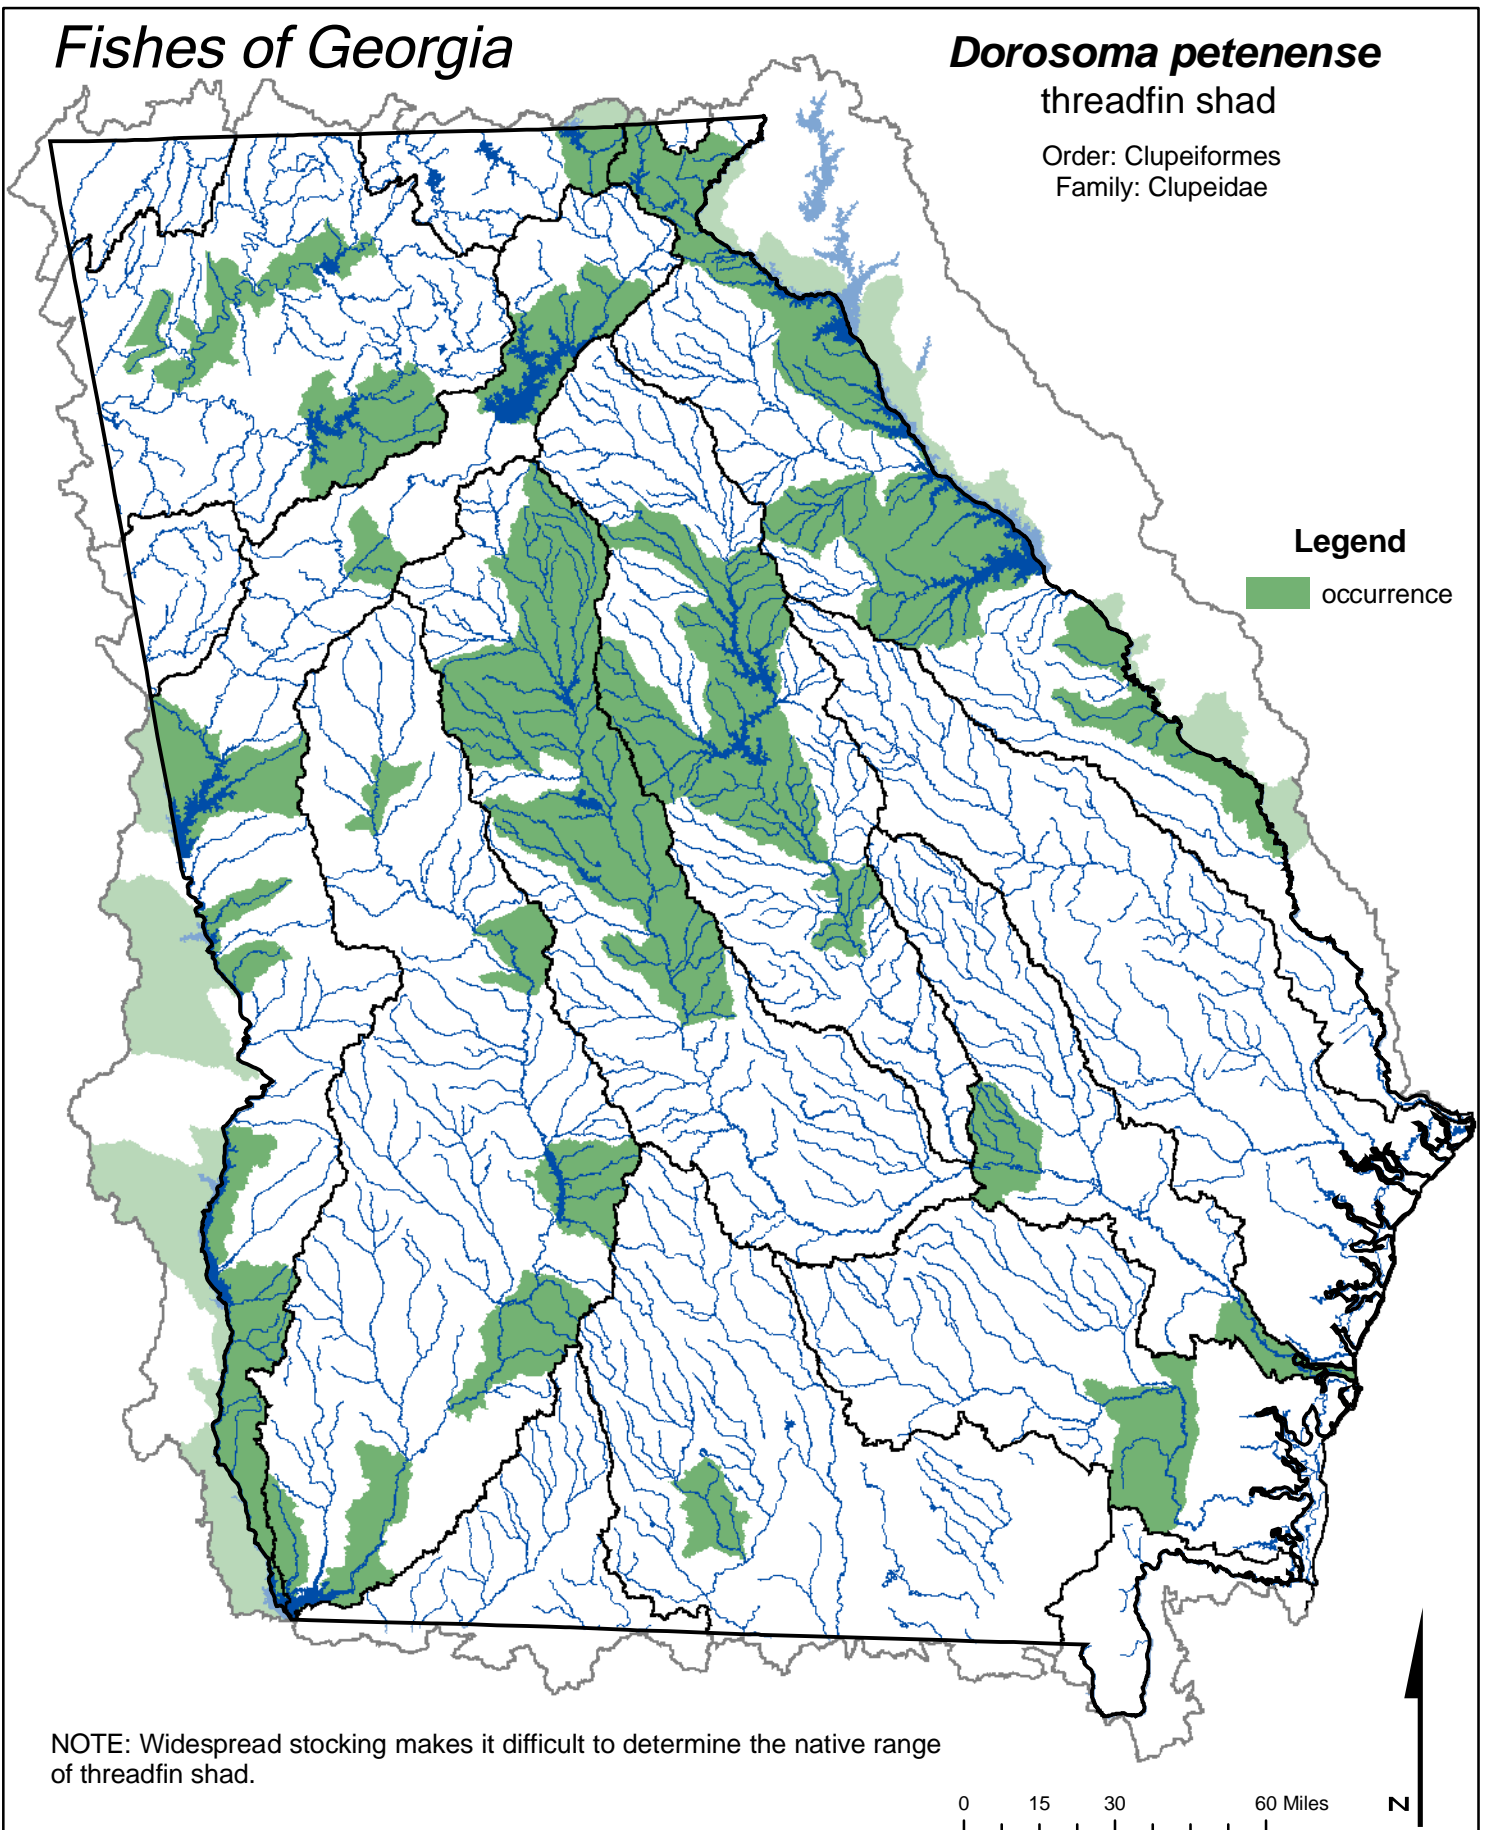 Fishes of Georgia
Dorosoma petenense
threadfin shad
Order: Clupeiformes
Family: Clupeidae
Legend
occurrence
NOTE: Widespread stocking makes it difficult to determine the native range
of threadfin shad.
0 15 30 60 Miles
N